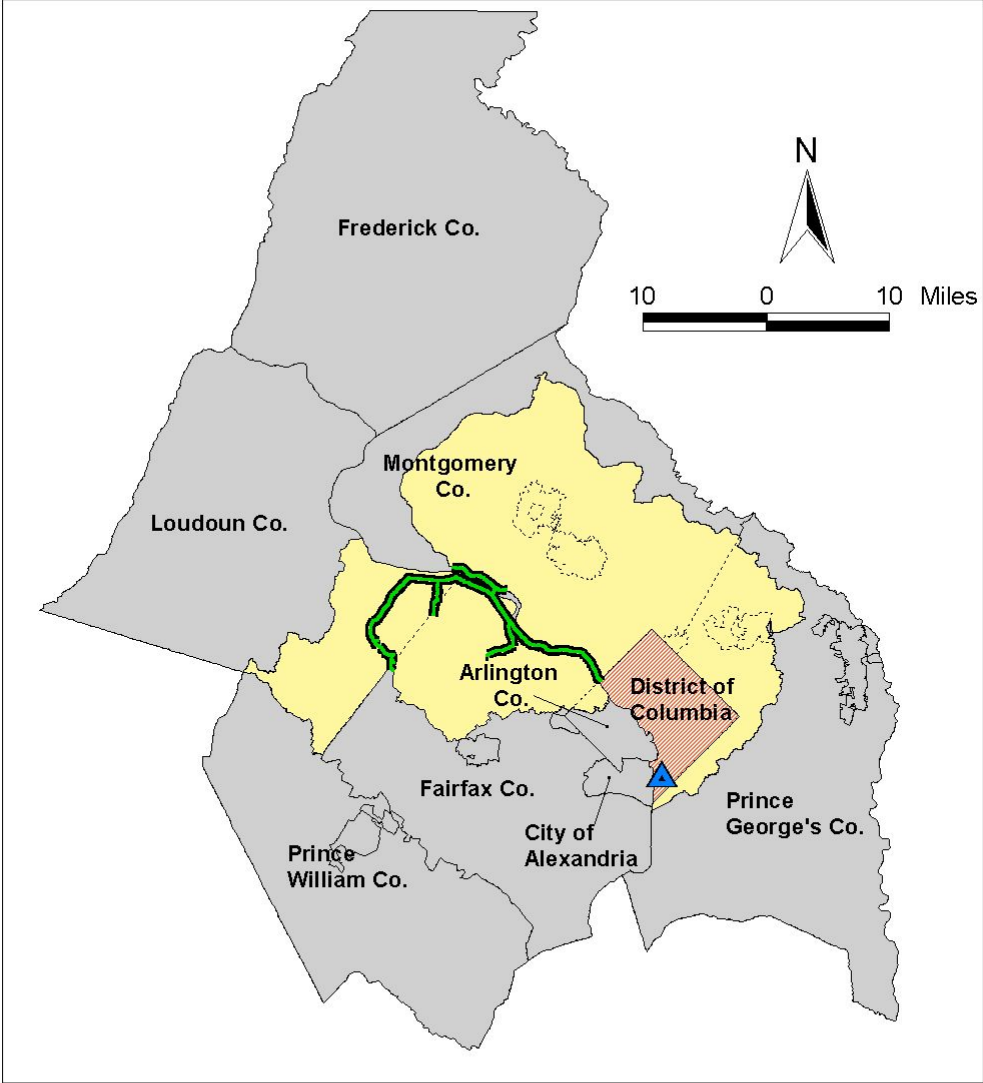 N
Frederick Co.
10 0 10 Miles
Montgomery
Co.
Loudoun Co.
Arlington
Co.
District of
Columbia
Fairfax Co.
Prince
George's Co.
City of
Alexandria
Prince
William Co.